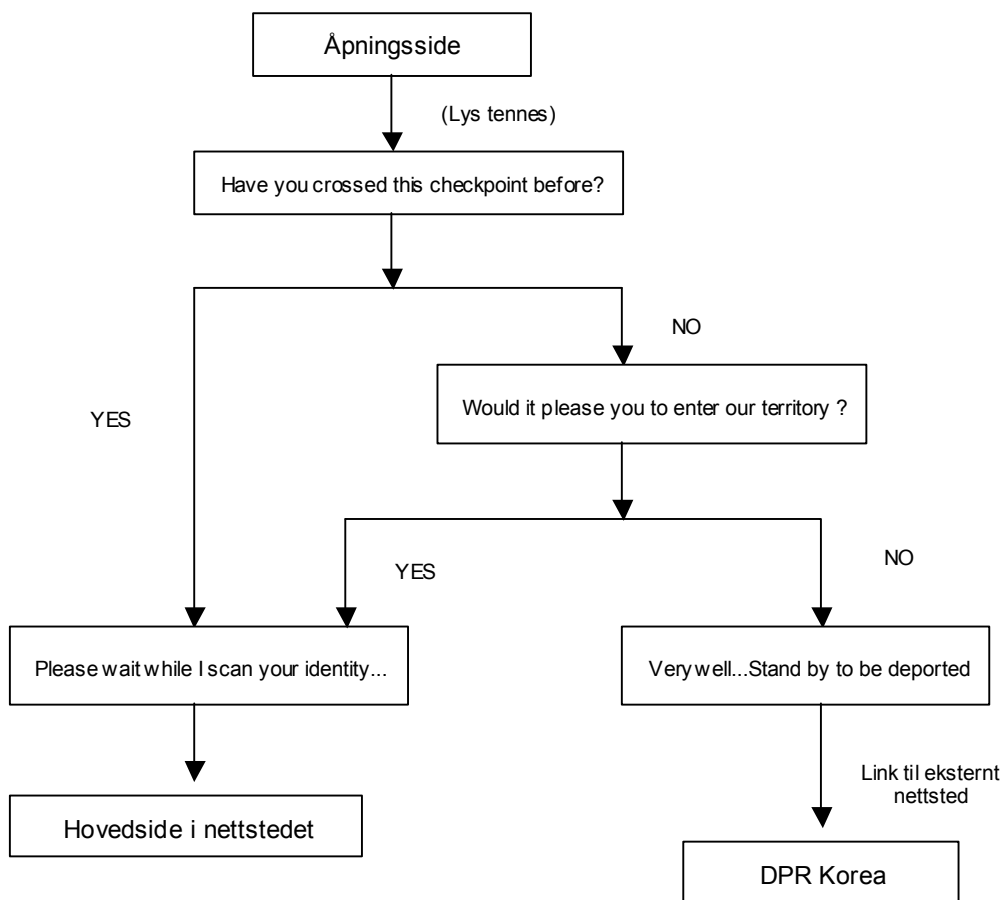 Åpningsside
(Lys tennes)
Have you crossed this checkpoint before?
NO
Would it please you to enter our territory ?
YES
NO
YES
Please wait while I scan your identity...
Very well...Stand by to be deported
Link til eksternt
nettsted
Hovedside i nettstedet
DPR Korea